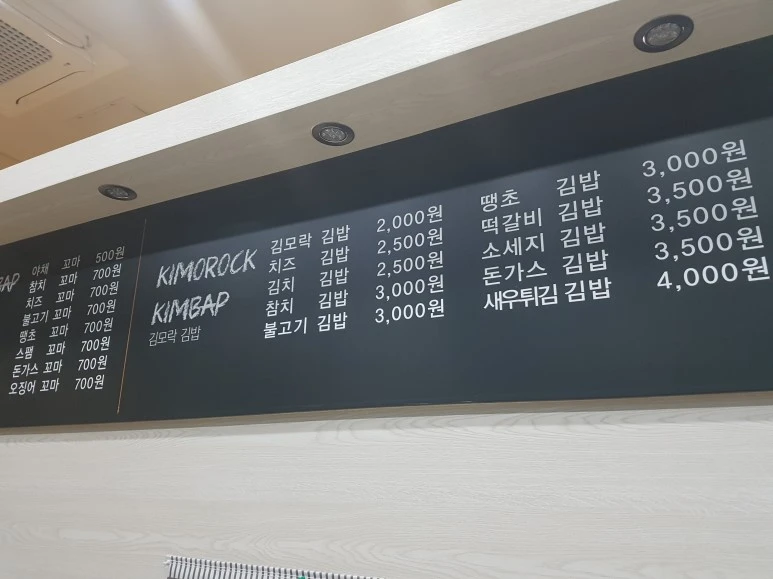 BAP
야채 꼬마 500원
참치 꼬마 700원
치즈 꼬마 700원
불고기 꼬마 700원
땡초 꼬마 700원
스팸 꼬마 700원
돈가스 꼬마 700원
오징어 꼬마 700원
KIMOROCK
KIMBAP
김모락 김밥
김모락 김밥 2,000원
치즈 김밥 2,500원
김치 김밥 2,500원
참치 김밥 3,000원
불고기 김밥 3,000원
땡초 김밥 3,000원
떡갈비 김밥 3,500원
소세지 김밥 3,500원
돈가스 김밥 3,500원
새우튀김 김밥 4,000원